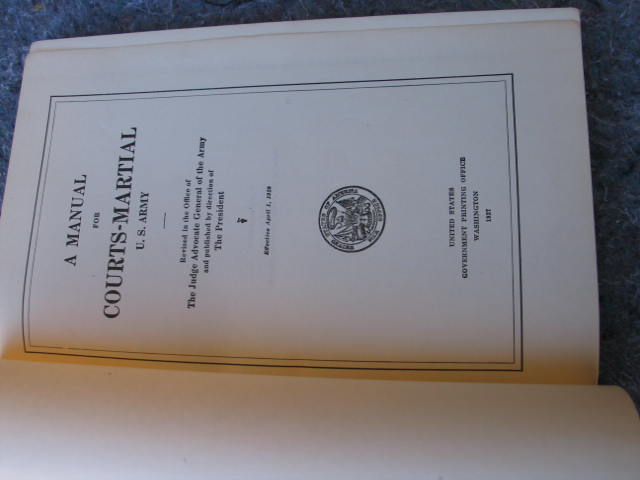 A MANUAL
FOR
COURTS-MARTIAL
U. S. ARMY
Revised in the Office of
The Judge Advocate General of the Army
and published by direction of
The President
Effective April 1, 1928
UNITED STATES
GOVERNMENT PRINTING OFFICE
WASHINGTON
1927